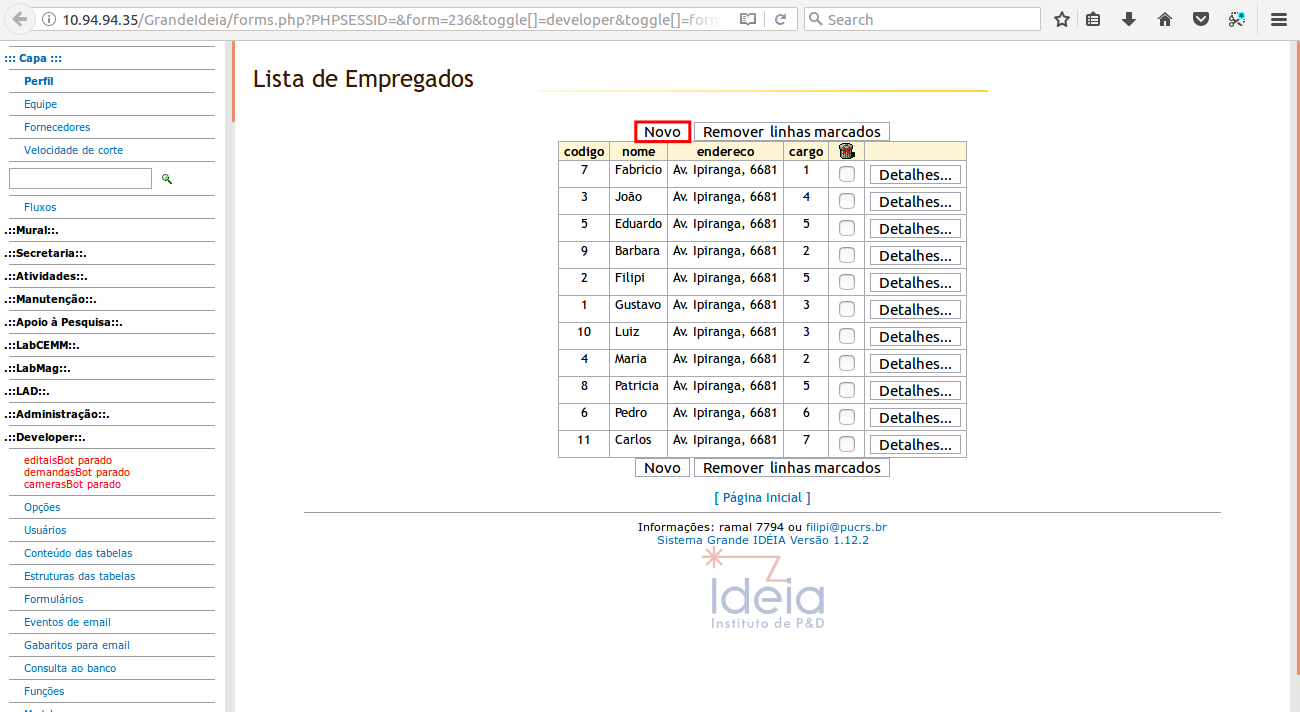 10.94.94.35/GrandeIdeia/forms.php?PHPSESSID=&form=236&toggle[]=developer&toggle[]=form
Search
::: Capa :::
Perfil
Equipe
Fornecedores
Velocidade de corte
Fluxos
.::Mural::.
.::Secretaria::.
.::Atividades::.
.::Manutenção::.
.::Apoio à Pesquisa::.
.::LabCEMM::.
.::LabMag::.
.::LAD::.
.::Administração::.
.::Developer::.
editaisBot parado
demandasBot parado
camerasBot parado
Opções
Usuários
Conteúdo das tabelas
Estruturas das tabelas
Formulários
Eventos de email
Gabaritos para email
Consulta ao banco
Funções
Lista de Empregados
Novo Remover linhas marcados
codigo nome endereco cargo
7 Fabricio Av. Ipiranga, 6681 1 Detalhes...
3 João Av. Ipiranga, 6681 4 Detalhes...
5 Eduardo Av. Ipiranga, 6681 5 Detalhes...
9 Barbara Av. Ipiranga, 6681 2 Detalhes...
2 Filipi Av. Ipiranga, 6681 5 Detalhes...
1 Gustavo Av. Ipiranga, 6681 3 Detalhes...
10 Luiz Av. Ipiranga, 6681 3 Detalhes...
4 Maria Av. Ipiranga, 6681 2 Detalhes...
8 Patricia Av. Ipiranga, 6681 5 Detalhes...
6 Pedro Av. Ipiranga, 6681 6 Detalhes...
11 Carlos Av. Ipiranga, 6681 7 Detalhes...
Novo Remover linhas marcados
[ Página Inicial ]
Informações: ramal 7794 ou filipi@pucrs.br
Sistema Grande IDÉIA Versão 1.12.2
Ideia
Instituto de P&D